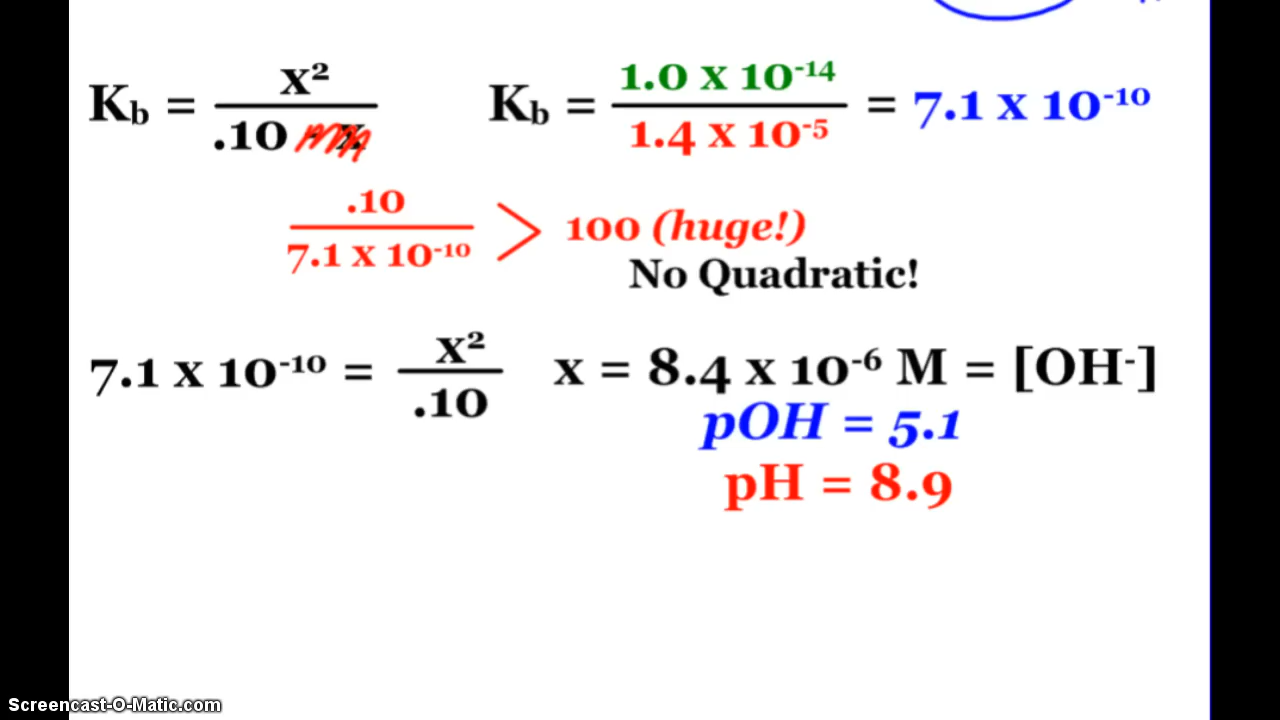 K_b = x² / .10 - x    K_b = 1.0 x 10⁻¹⁴ / 1.4 x 10⁻⁵ = 7.1 x 10⁻¹⁰
.10 / 7.1 x 10⁻¹⁰ > 100 (huge!)
No Quadratic!
7.1 x 10⁻¹⁰ = x² / .10    x = 8.4 x 10⁻⁶ M = [OH⁻]
pOH = 5.1
pH = 8.9
Screencast-O-Matic.com